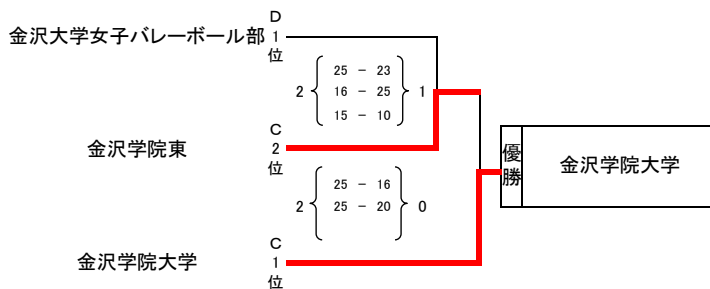 D
金沢大学女子バレーボール部 1
位
25 － 23
2 16 － 25 1
15 － 10
C
金沢学院東 2
位
優勝 金沢学院大学
25 － 16
2 25 － 20 0
C
金沢学院大学 1
位